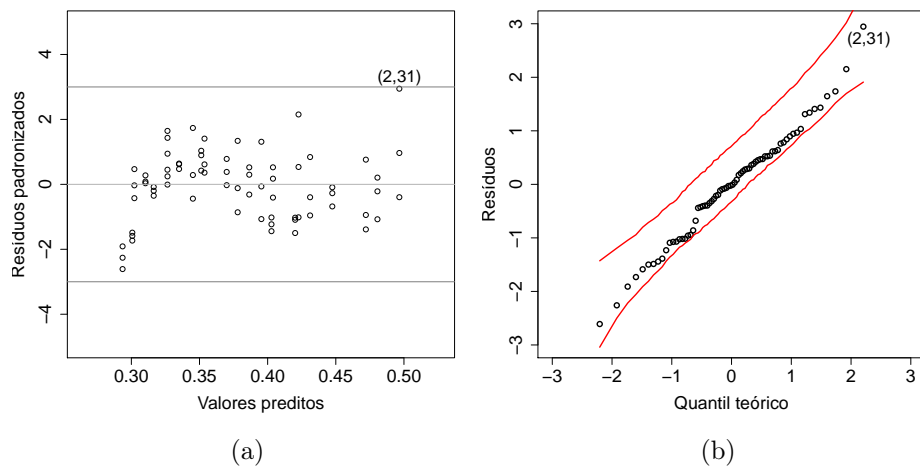 (2,31)
Resíduos padronizados
4
2
0
−2
−4
0.30 0.35 0.40 0.45 0.50
Valores preditos
(a)
(2,31)
Resíduos
3
2
1
0
−1
−2
−3
−3 −2 −1 0 1 2 3
Quantil teórico
(b)